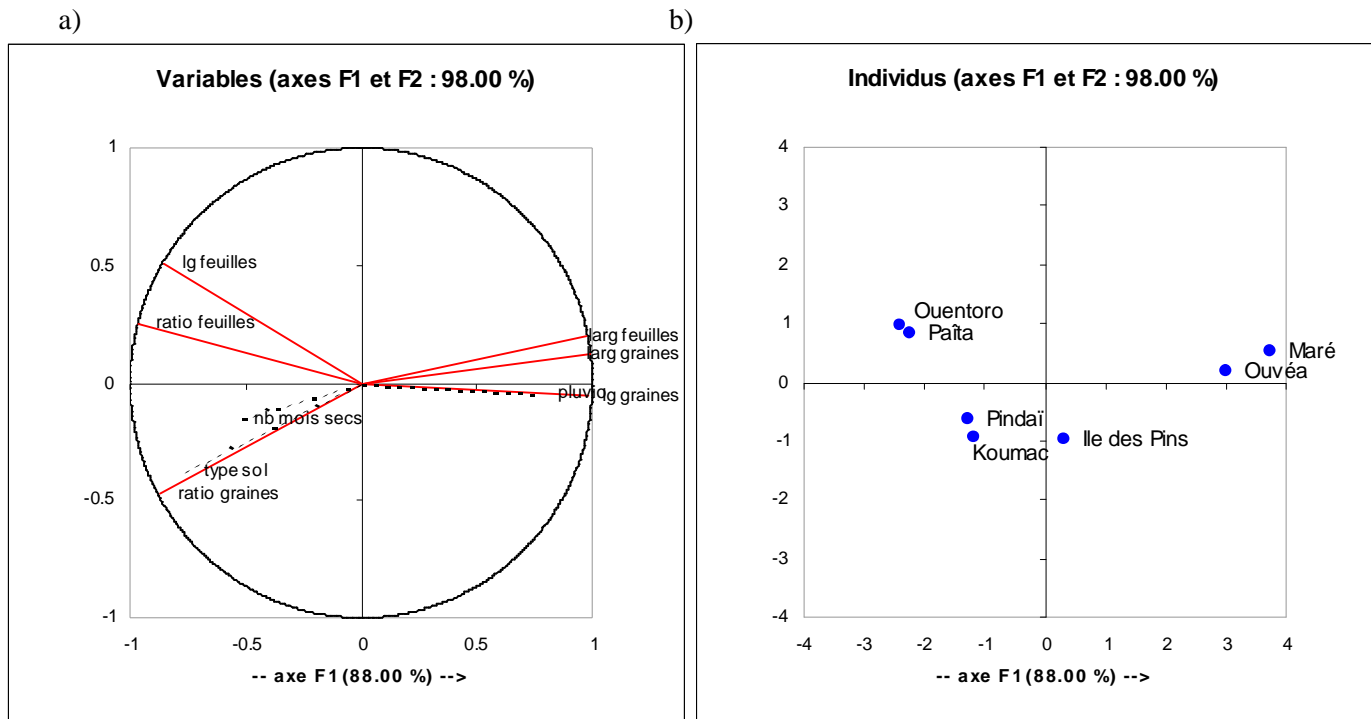 a)
b)
Variables (axes F1 et F2 : 98.00 %)
1
0.5
0
-0.5
-1
lg feuilles
ratio feuilles
larg feuilles
larg graines
pluvio
lg graines
nb mois secs
type sol
ratio graines
-1
-0.5
0
0.5
1
-- axe F1 (88.00 %) -->
Individus (axes F1 et F2 : 98.00 %)
4
3
2
1
0
-1
-2
-3
-4
Ouentoro
Paîta
Maré
Ouvéa
Pindaï
Koumac
Ile des Pins
-4
-3
-2
-1
0
1
2
3
4
-- axe F1 (88.00 %) -->